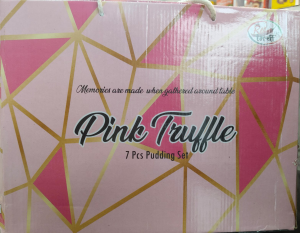 Memories are made when gathered around table
Pink Truffle
7 Pcs Pudding Set